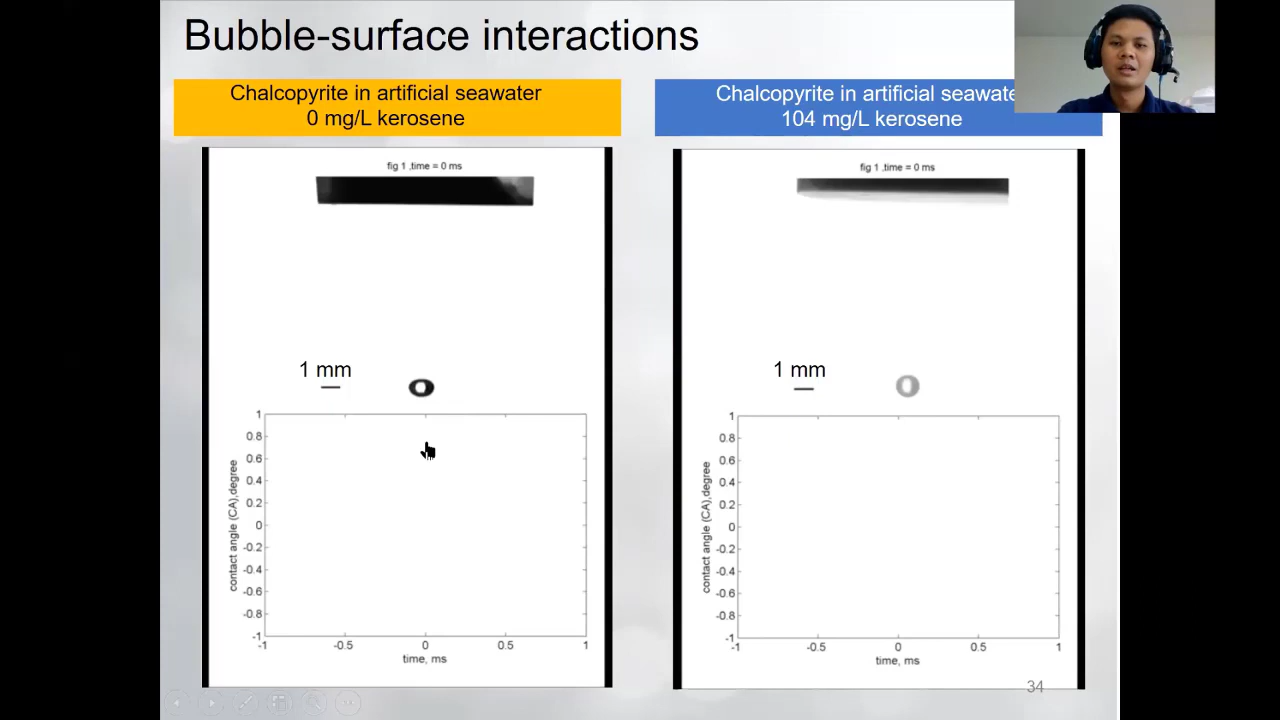 Bubble-surface interactions
Chalcopyrite in artificial seawater
0 mg/L kerosene
fig 1 ,time = 0 ms
1 mm
1
0.8
0.6
0.4
0.2
0
-0.2
-0.4
-0.6
-0.8
-1
contact angle (CA),degree
-1
-0.5
0
0.5
1
time, ms
Chalcopyrite in artificial seawate
104 mg/L kerosene
fig 1 ,time = 0 ms
1 mm
1
0.8
0.6
0.4
0.2
0
-0.2
-0.4
-0.6
-0.8
-1
contact angle (CA),degree
-1
-0.5
0
0.5
1
time, ms
34